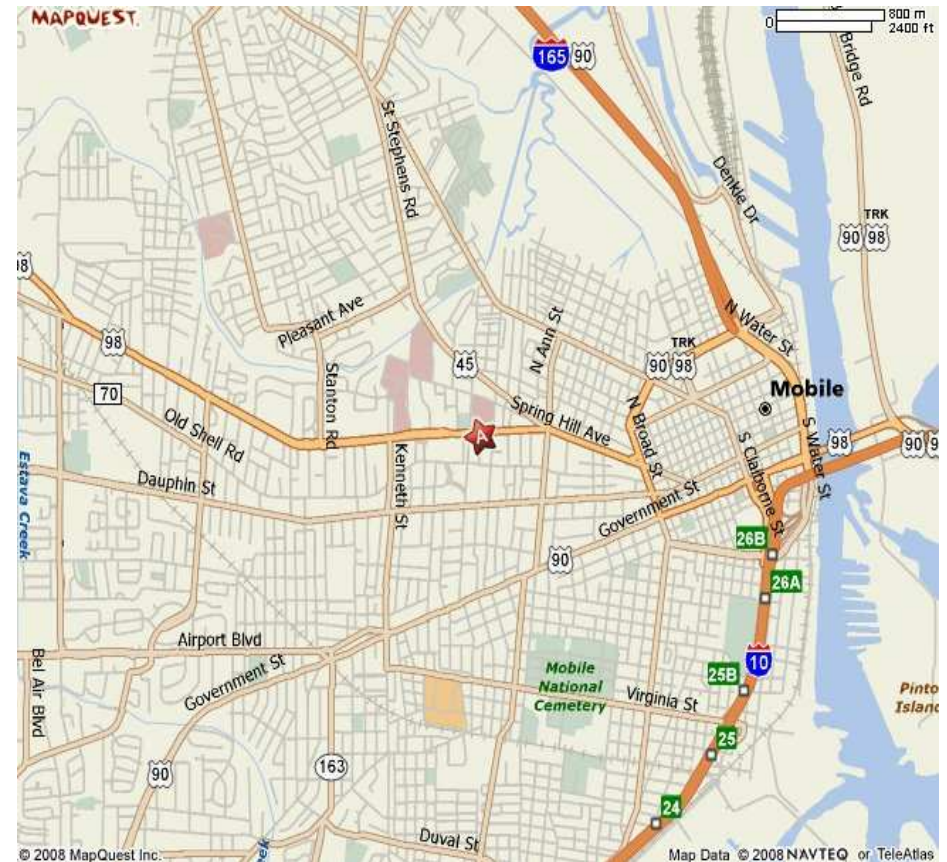 MAPQUEST.
0
800 m
2400 ft
165
90
Bridge Rd
St Stephens Rd
Denkle Dr
TRK
90
98
Pleasant Ave
N Ann St
N Water St
98
TRK
90
98
45
Stanton Rd
70
Mobile
Old Shell Rd
Spring Hill Ave
N Broad St
A
S Water St
98
90
S Claiborne St
Kenneth St
Dauphin St
Estava Creek
Government St
26B
90
26A
Airport Blvd
Bel Air Blvd
Government St
Mobile
National
Cemetery
10
25B
Virginia St
25
90
163
24
Duval St
© 2008 MapQuest Inc.
Map Data © 2008 NAVTEQ or TeleAtlas